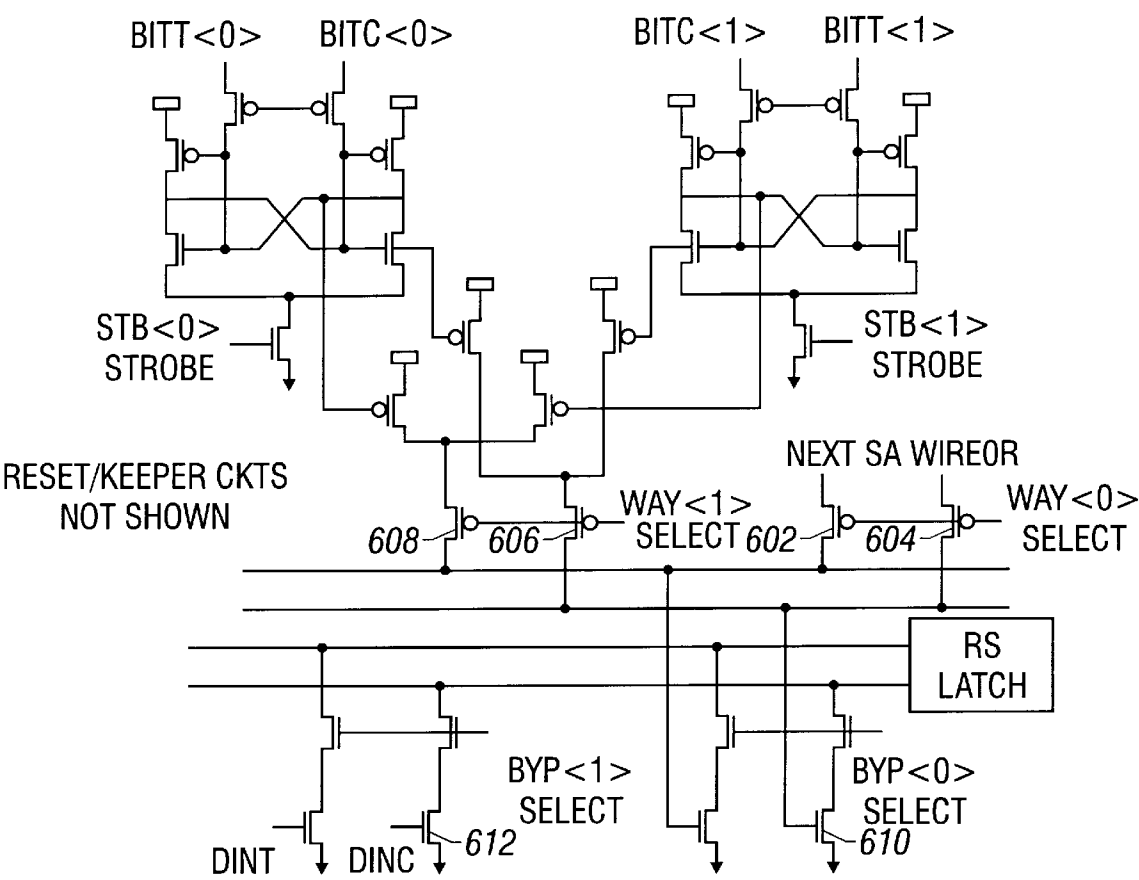 BITT<0>
BITC<0>
BITC<1>
BITT<1>
STB<0>
STROBE
STB<1>
STROBE
RESET/KEEPER CKTS
NOT SHOWN
NEXT SA WIREOR
WAY<1>
SELECT
WAY<0>
SELECT
608
606
602
604
RS
LATCH
BYP<1>
SELECT
BYP<0>
SELECT
DINT
DINC
612
610